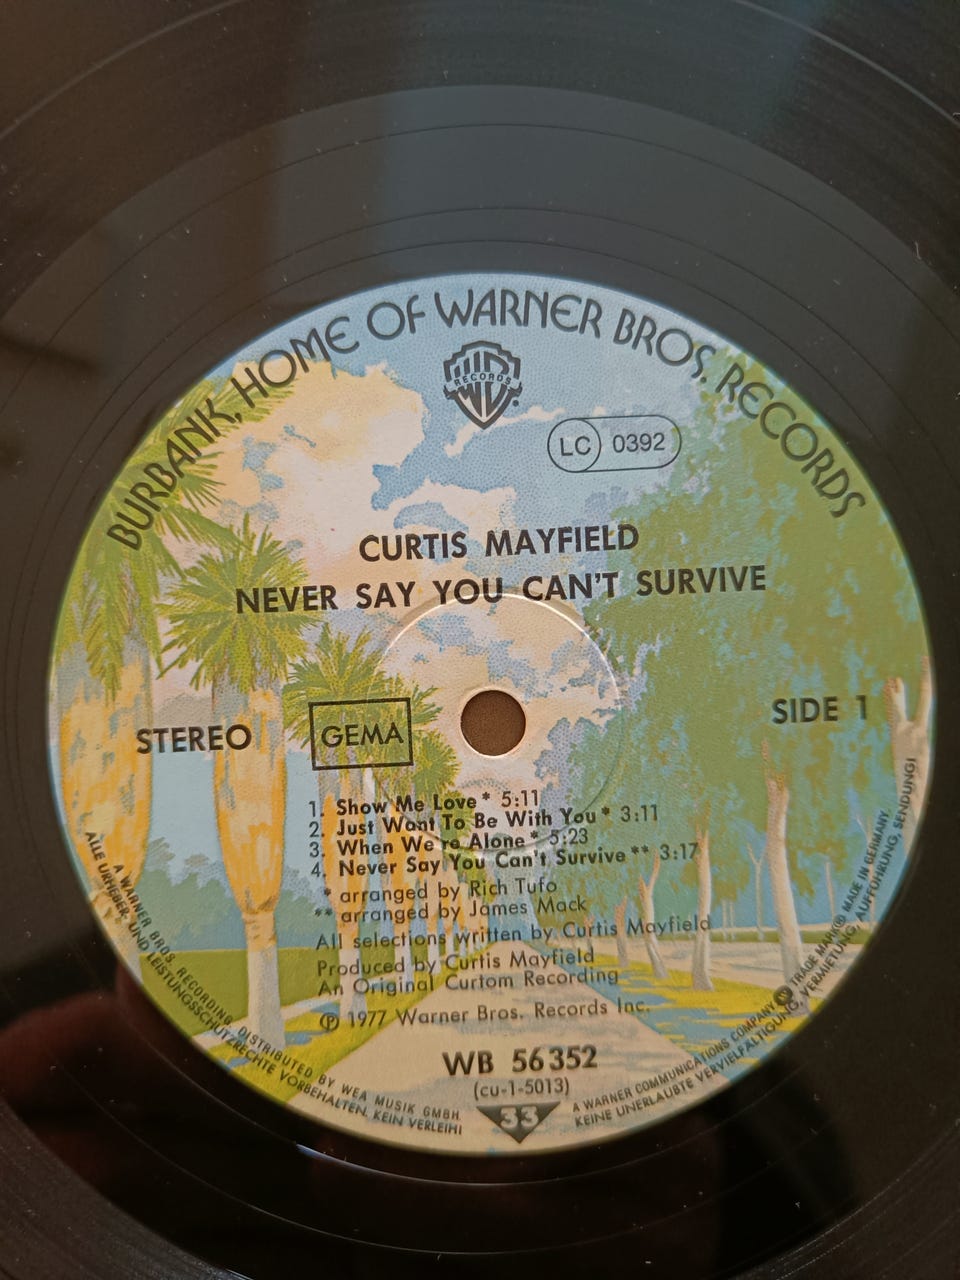 BURBANK, HOME OF WARNER BROS. RECORDS
WB
RECORDS
LC 0392
CURTIS MAYFIELD
NEVER SAY YOU CAN'T SURVIVE
STEREO
GEMA
SIDE 1
1. Show Me Love * 5:11
2. Just Want To Be With You * 3:11
3. When We're Alone * 5:23
4. Never Say You Can't Survive ** 3:17
* arranged by Rich Tufo
** arranged by James Mack
All selections written by Curtis Mayfield
Produced by Curtis Mayfield
An Original Curtom Recording
℗ 1977 Warner Bros. Records Inc.
WB 56 352
(cu-1-5013)
33
A WARNER BROS. RECORDING DISTRIBUTED BY WEA MUSIK GMBH. A WARNER COMMUNICATIONS COMPANY TRADE MARK ® MADE IN GERMANY.
ALLE URHEBER- UND LEISTUNGSSCHUTZRECHTE VORBEHALTEN. KEIN VERLEIH! KEINE UNERLAUBTE VERVIELFÄLTIGUNG, VERMIETUNG, AUFFÜHRUNG, SENDUNG!